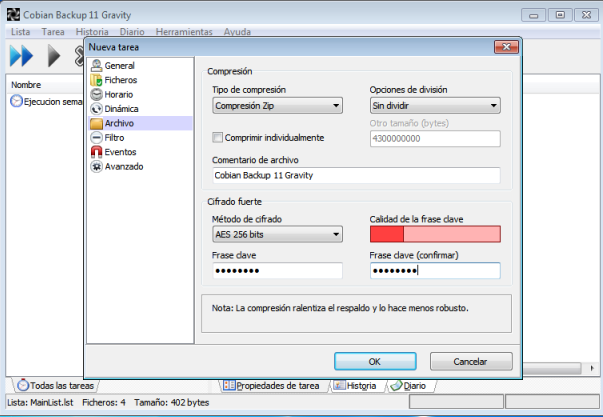 Cobian Backup 11 Gravity
Lista Tarea Historia Diario Herramientas Ayuda
Nueva tarea
Nombre
Ejecucion sema
General
Ficheros
Horario
Dinámica
Archivo
Filtro
Eventos
Avanzado
Compresión
Tipo de compresión
Opciones de división
Compresión Zip
Sin dividir
Otro tamaño (bytes)
Comprimir individualmente
4300000000
Comentario de archivo
Cobian Backup 11 Gravity
Cifrado fuerte
Método de cifrado
Calidad de la frase clave
AES 256 bits
Frase clave
Frase clave (confirmar)
••••••••
••••••••
Nota: La compresión ralentiza el respaldo y lo hace menos robusto.
OK
Cancelar
Todas las tareas
Propiedades de tarea
Historia
Diario
Lista: MainList.lst Ficheros: 4 Tamaño: 402 bytes